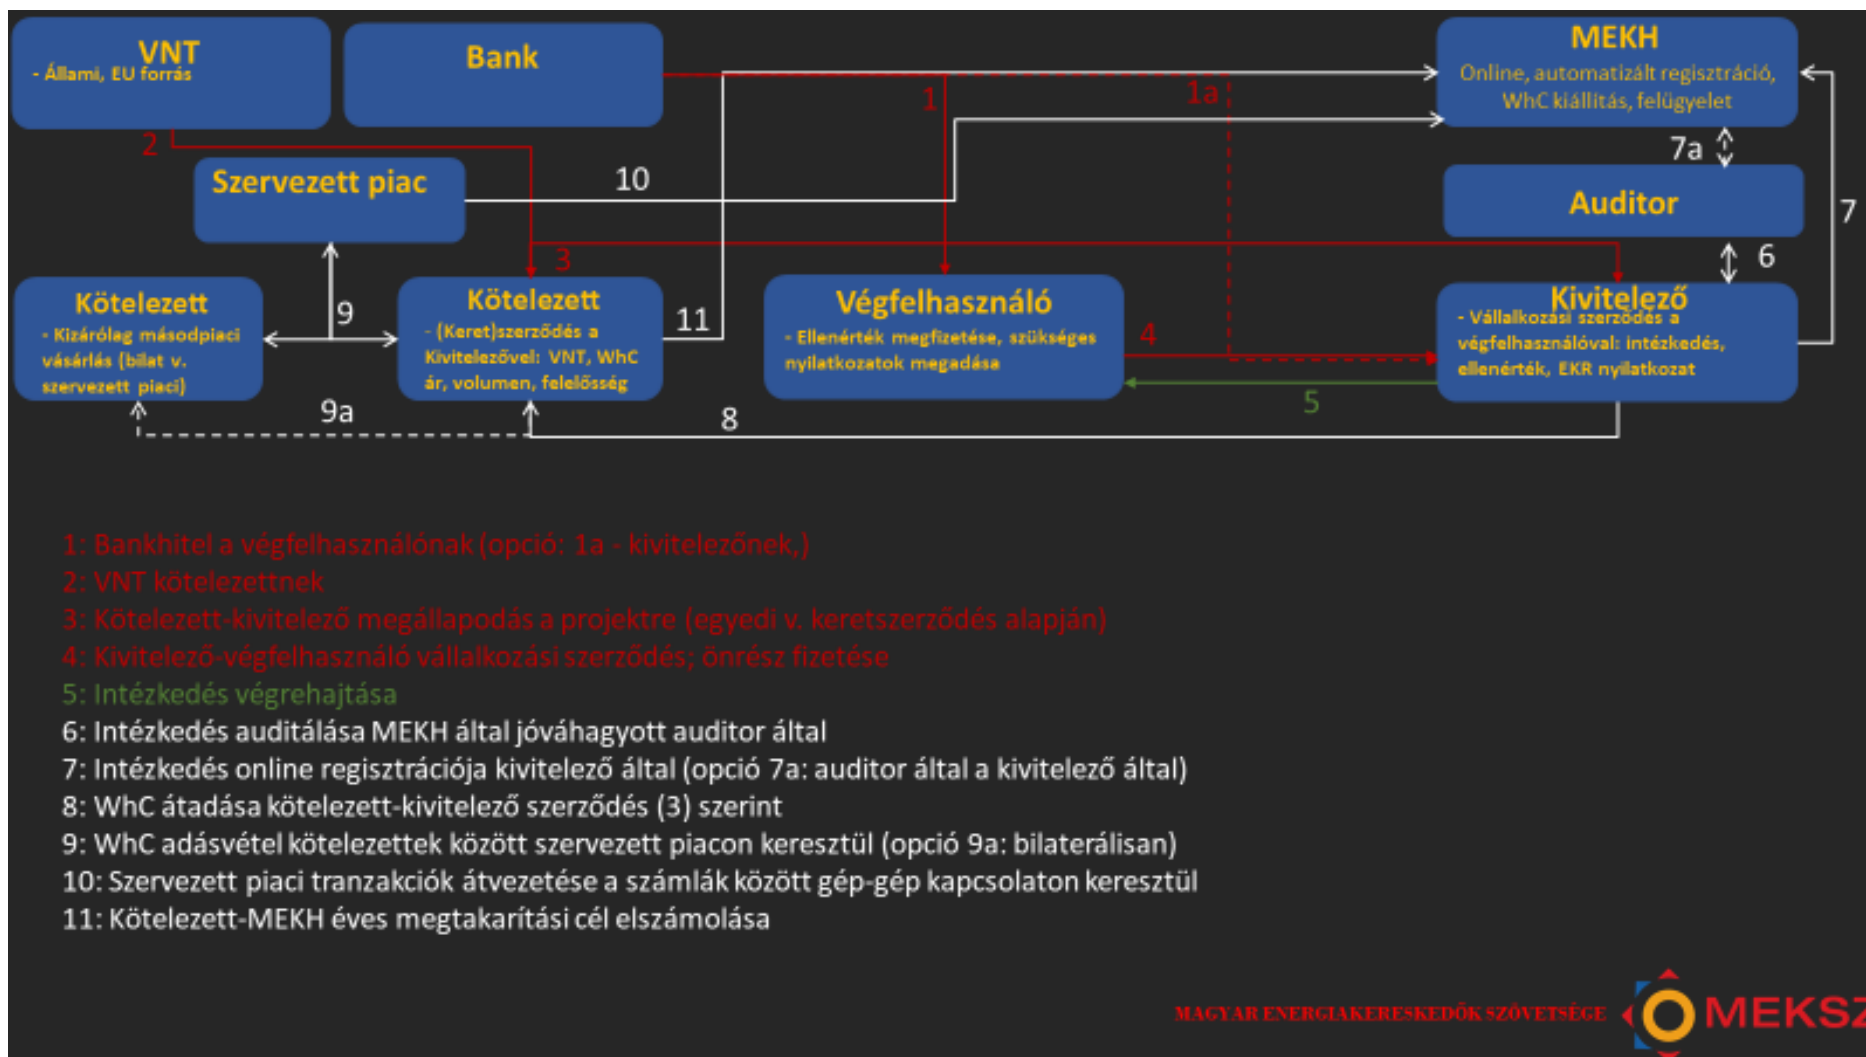 VNT
- Állami, EU forrás
Bank
MEKH
Online, automatizált regisztráció,
WhC kiállítás, felügyelet
1
1a
2
7a
Szervezett piac
10
Auditor
7
3
6
Kötelezett
- Kizárólag másodpiaci
vásárlás (bilat v.
szervezett piaci)
9
Kötelezett
- (Keret)szerződés a
Kivitelezővel: VNT, WhC
ár, volumen, felelősség
11
Végfelhasználó
- Ellenérték megfizetése, szükséges
nyilatkozatok megadása
4
Kivitelező
- Vállalkozási szerződés a
végfelhasználóval: intézkedés,
ellenérték, EKR nyilatkozat
5
9a
8
1: Bankhitel a végfelhasználónak (opció: 1a - kivitelezőnek,)
2: VNT kötelezettnek
3: Kötelezett-kivitelező megállapodás a projektre (egyedi v. keretszerződés alapján)
4: Kivitelező-végfelhasználó vállalkozási szerződés; önrész fizetése
5: Intézkedés végrehajtása
6: Intézkedés auditálása MEKH által jóváhagyott auditor által
7: Intézkedés online regisztrációja kivitelező által (opció 7a: auditor által a kivitelező által)
8: WhC átadása kötelezett-kivitelező szerződés (3) szerint
9: WhC adásvétel kötelezettek között szervezett piacon keresztül (opció 9a: bilaterálisan)
10: Szervezett piaci tranzakciók átvezetése a számlák között gép-gép kapcsolaton keresztül
11: Kötelezett-MEKH éves megtakarítási cél elszámolása
MAGYAR ENERGIAKERESKEDŐK SZÖVETSÉGE
MEKSZ